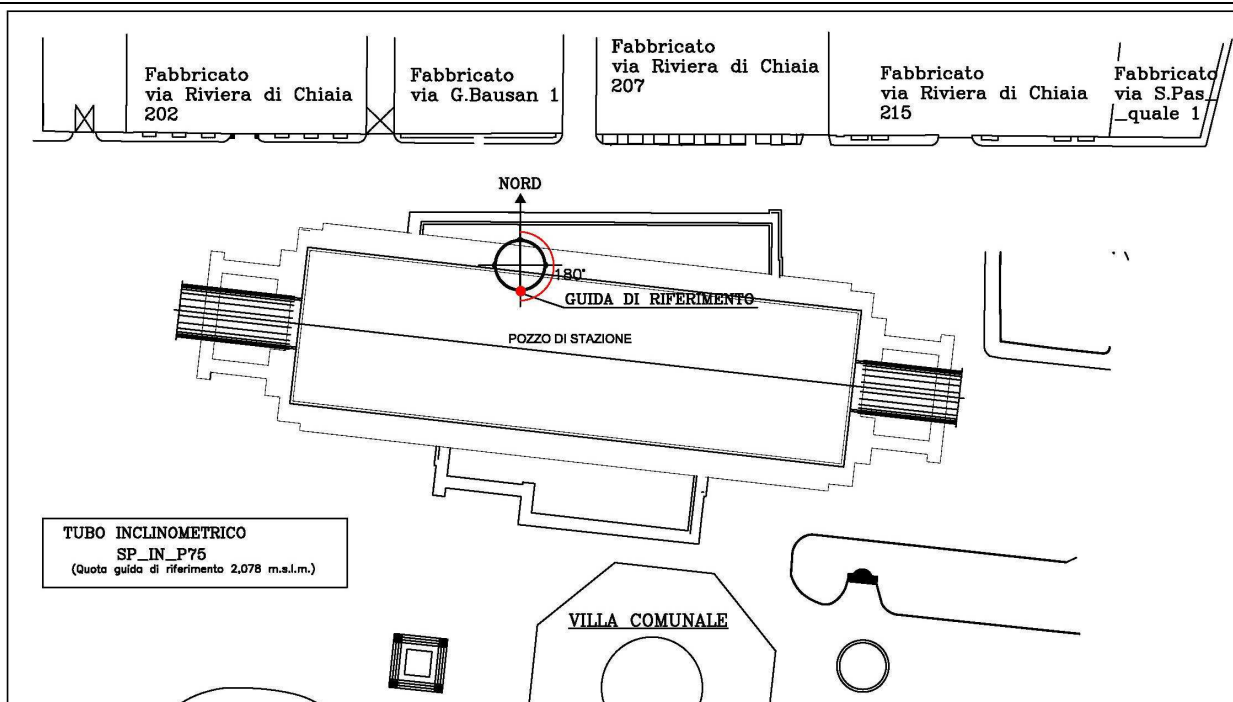 Fabbricato
via Riviera di Chiaia
202
Fabbricato
via G.Bausan 1
Fabbricato
via Riviera di Chiaia
207
Fabbricato
via Riviera di Chiaia
215
Fabbricato
via S.Pas_
_quale 1
NORD
180°
GUIDA DI RIFERIMENTO
POZZO DI STAZIONE
TUBO INCLINOMETRICO
SP_IN_P75
(Quota guida di riferimento 2,078 m.s.l.m.)
VILLA COMUNALE